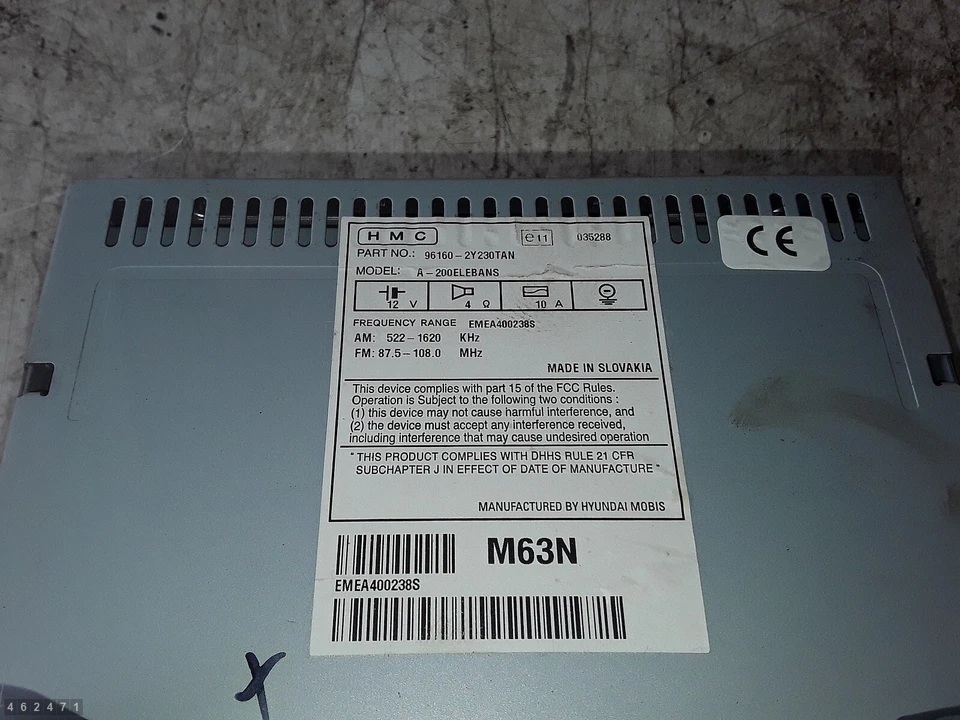 HMC e11 035288
PART NO.: 96160-2Y230TAN
MODEL: A-200ELEBANS
12 V 4 Ω 10 A
FREQUENCY RANGE EMEA400238S
AM: 522-1620 KHz
FM: 87.5-108.0 MHz
MADE IN SLOVAKIA
This device complies with part 15 of the FCC Rules.
Operation is Subject to the following two conditions :
(1) this device may not cause harmful interference, and
(2) the device must accept any interference received,
including interference that may cause undesired operation
" THIS PRODUCT COMPLIES WITH DHHS RULE 21 CFR
SUBCHAPTER J IN EFFECT OF DATE OF MANUFACTURE "
MANUFACTURED BY HYUNDAI MOBIS
M63N
EMEA400238S
CE
X
462471